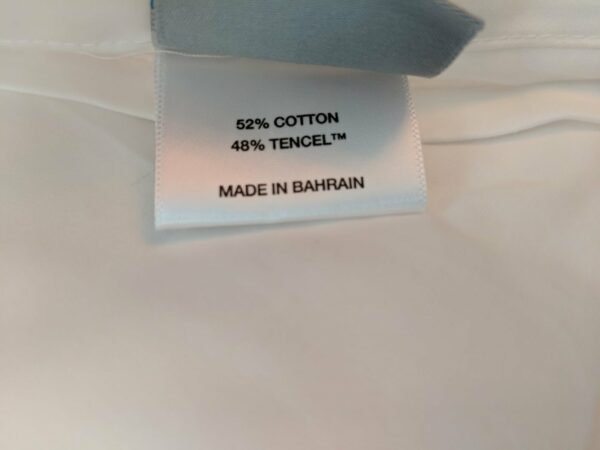 52% COTTON
48% TENCEL™
MADE IN BAHRAIN